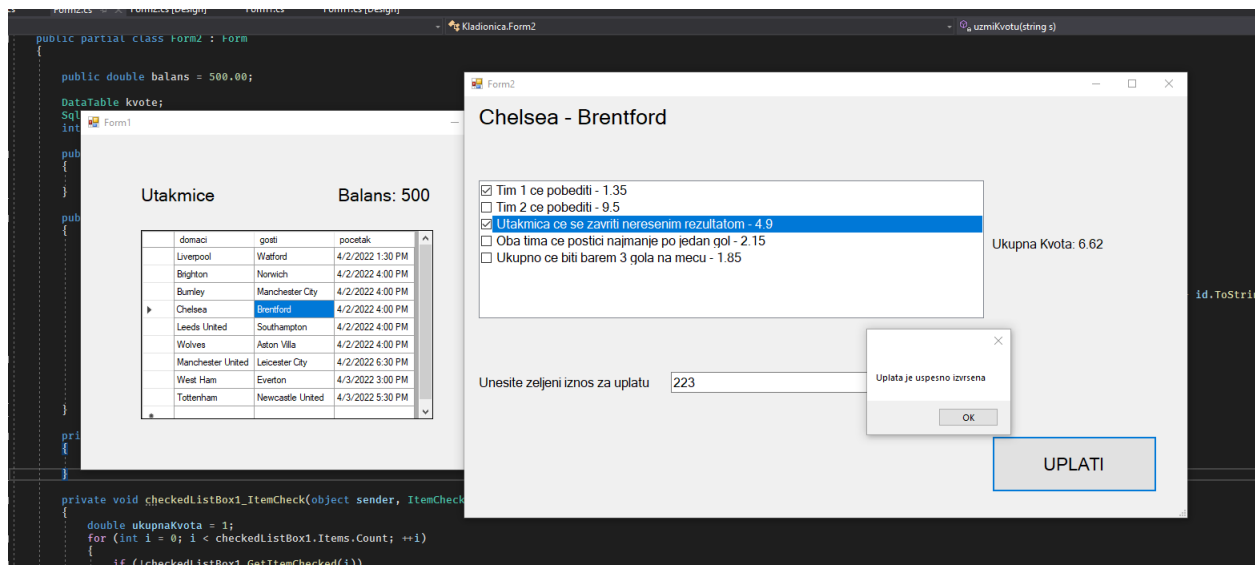 Form2.cs Form2.cs [Design] Form1.cs Form1.cs [Design]
Kladionica.Form2 uzmiKvotu(string s)
public partial class Form2 : Form
{
public double balans = 500.00;
DataTable kvote;
Sql
int
pub
{
}
pub
{
id.ToStrin
}
pri
{
}
private void checkedListBox1_ItemCheck(object sender, ItemCheck
{
double ukupnaKvota = 1;
for (int i = 0; i < checkedListBox1.Items.Count; ++i)
{
if (!checkedListBox1.GetItemChecked(i))
Form1
Utakmice Balans: 500
domaci gosti pocetak
Liverpool Watford 4/2/2022 1:30 PM
Brighton Norwich 4/2/2022 4:00 PM
Burnley Manchester City 4/2/2022 4:00 PM
Chelsea Brentford 4/2/2022 4:00 PM
Leeds United Southampton 4/2/2022 4:00 PM
Wolves Aston Villa 4/2/2022 4:00 PM
Manchester United Leicester City 4/2/2022 6:30 PM
West Ham Everton 4/3/2022 3:00 PM
Tottenham Newcastle United 4/3/2022 5:30 PM
Form2
Chelsea - Brentford
Tim 1 ce pobediti - 1.35
Tim 2 ce pobediti - 9.5
Utakmica ce se zavriti neresenim rezultatom - 4.9
Oba tima ce postici najmanje po jedan gol - 2.15
Ukupno ce biti barem 3 gola na mecu - 1.85
Ukupna Kvota: 6.62
Unesite zeljeni iznos za uplatu 223
Uplata je uspesno izvrsena
OK
UPLATI